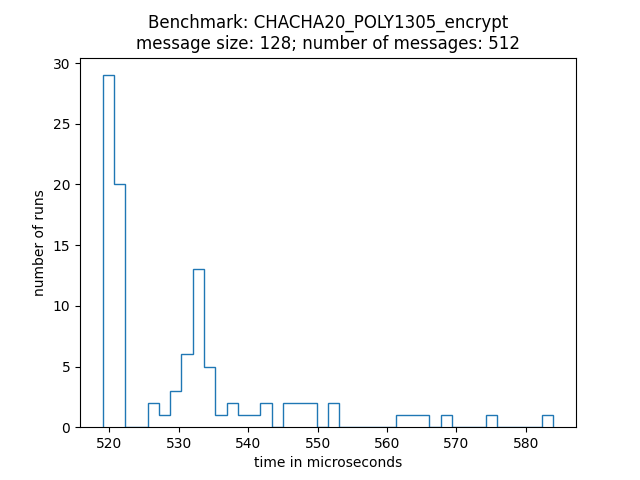 Benchmark: CHACHA20_POLY1305_encrypt
message size: 128; number of messages: 512
30
25
20
15
10
5
0
number of runs
520 530 540 550 560 570 580
time in microseconds